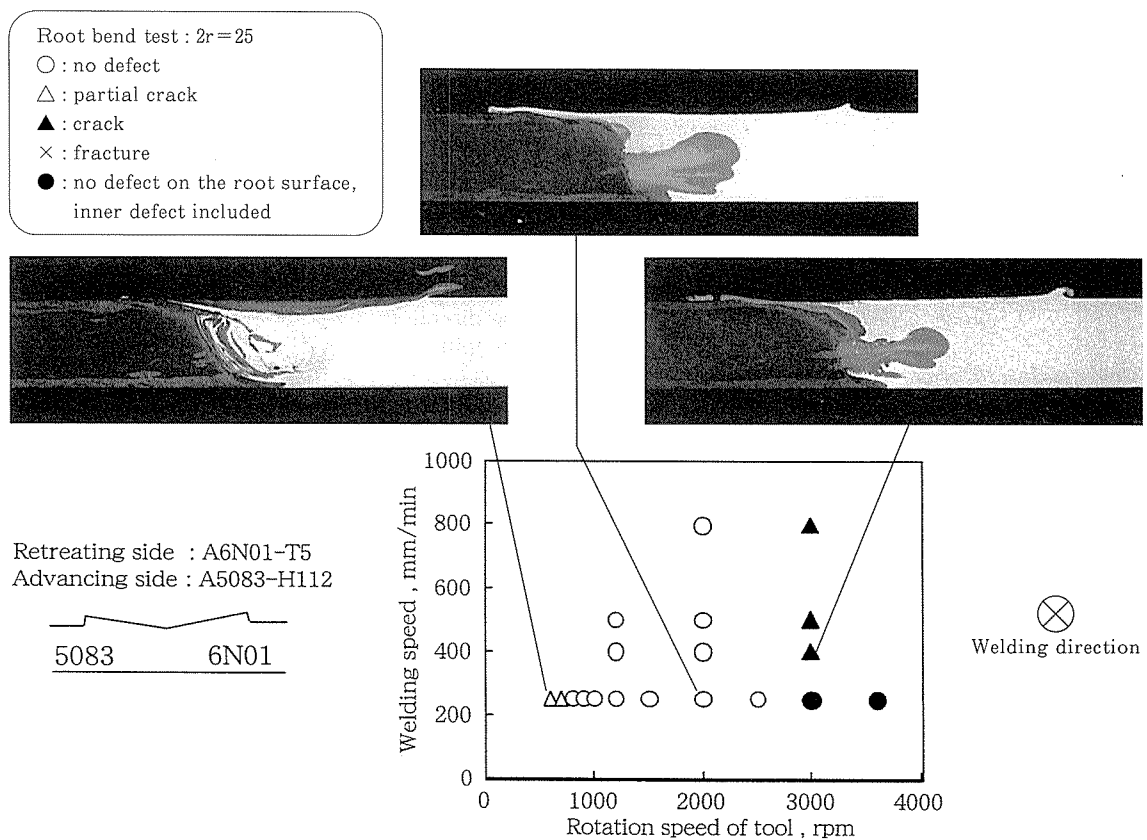 Root bend test : 2r=25
○ : no defect
△ : partial crack
▲ : crack
× : fracture
● : no defect on the root surface,
inner defect included
Retreating side : A6N01-T5
Advancing side : A5083-H112
5083 6N01
Welding speed , mm/min
1000
800
600
400
200
0
0 1000 2000 3000 4000
Rotation speed of tool , rpm
Welding direction